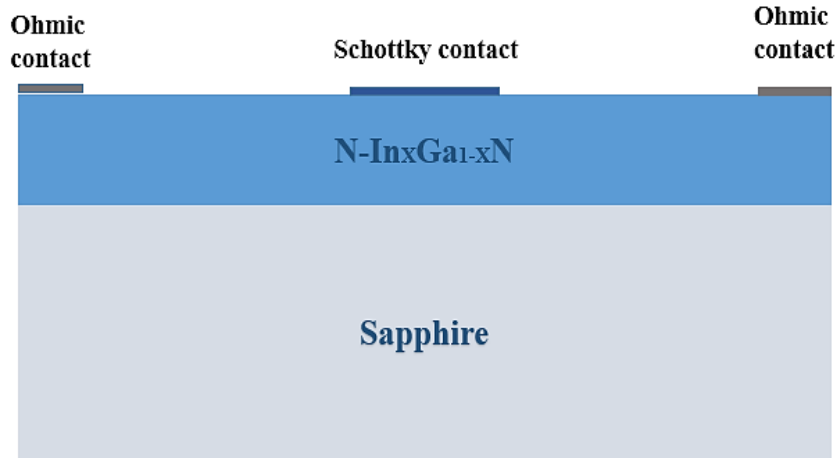 Ohmic
contact
Schottky contact
Ohmic
contact
N-InxGa1-xN
Sapphire